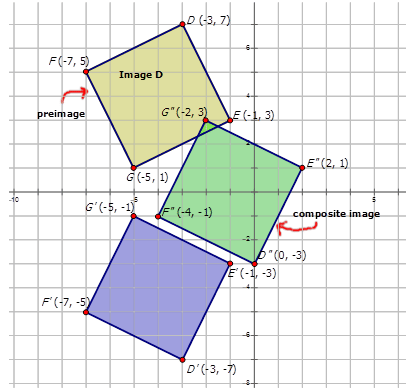 D (-3, 7)
6
F(-7, 5)
Image D
preimage
G"(-2, 3)
E (-1, 3)
2
G (-5, 1)
E"(2, 1)
-10
-5
5
G'(-5, -1)
F"(-4, -1)
composite image
-2
D"(0, -3)
E'(-1, -3)
-4
F'(-7, -5)
-6
D'(-3, -7)
-8